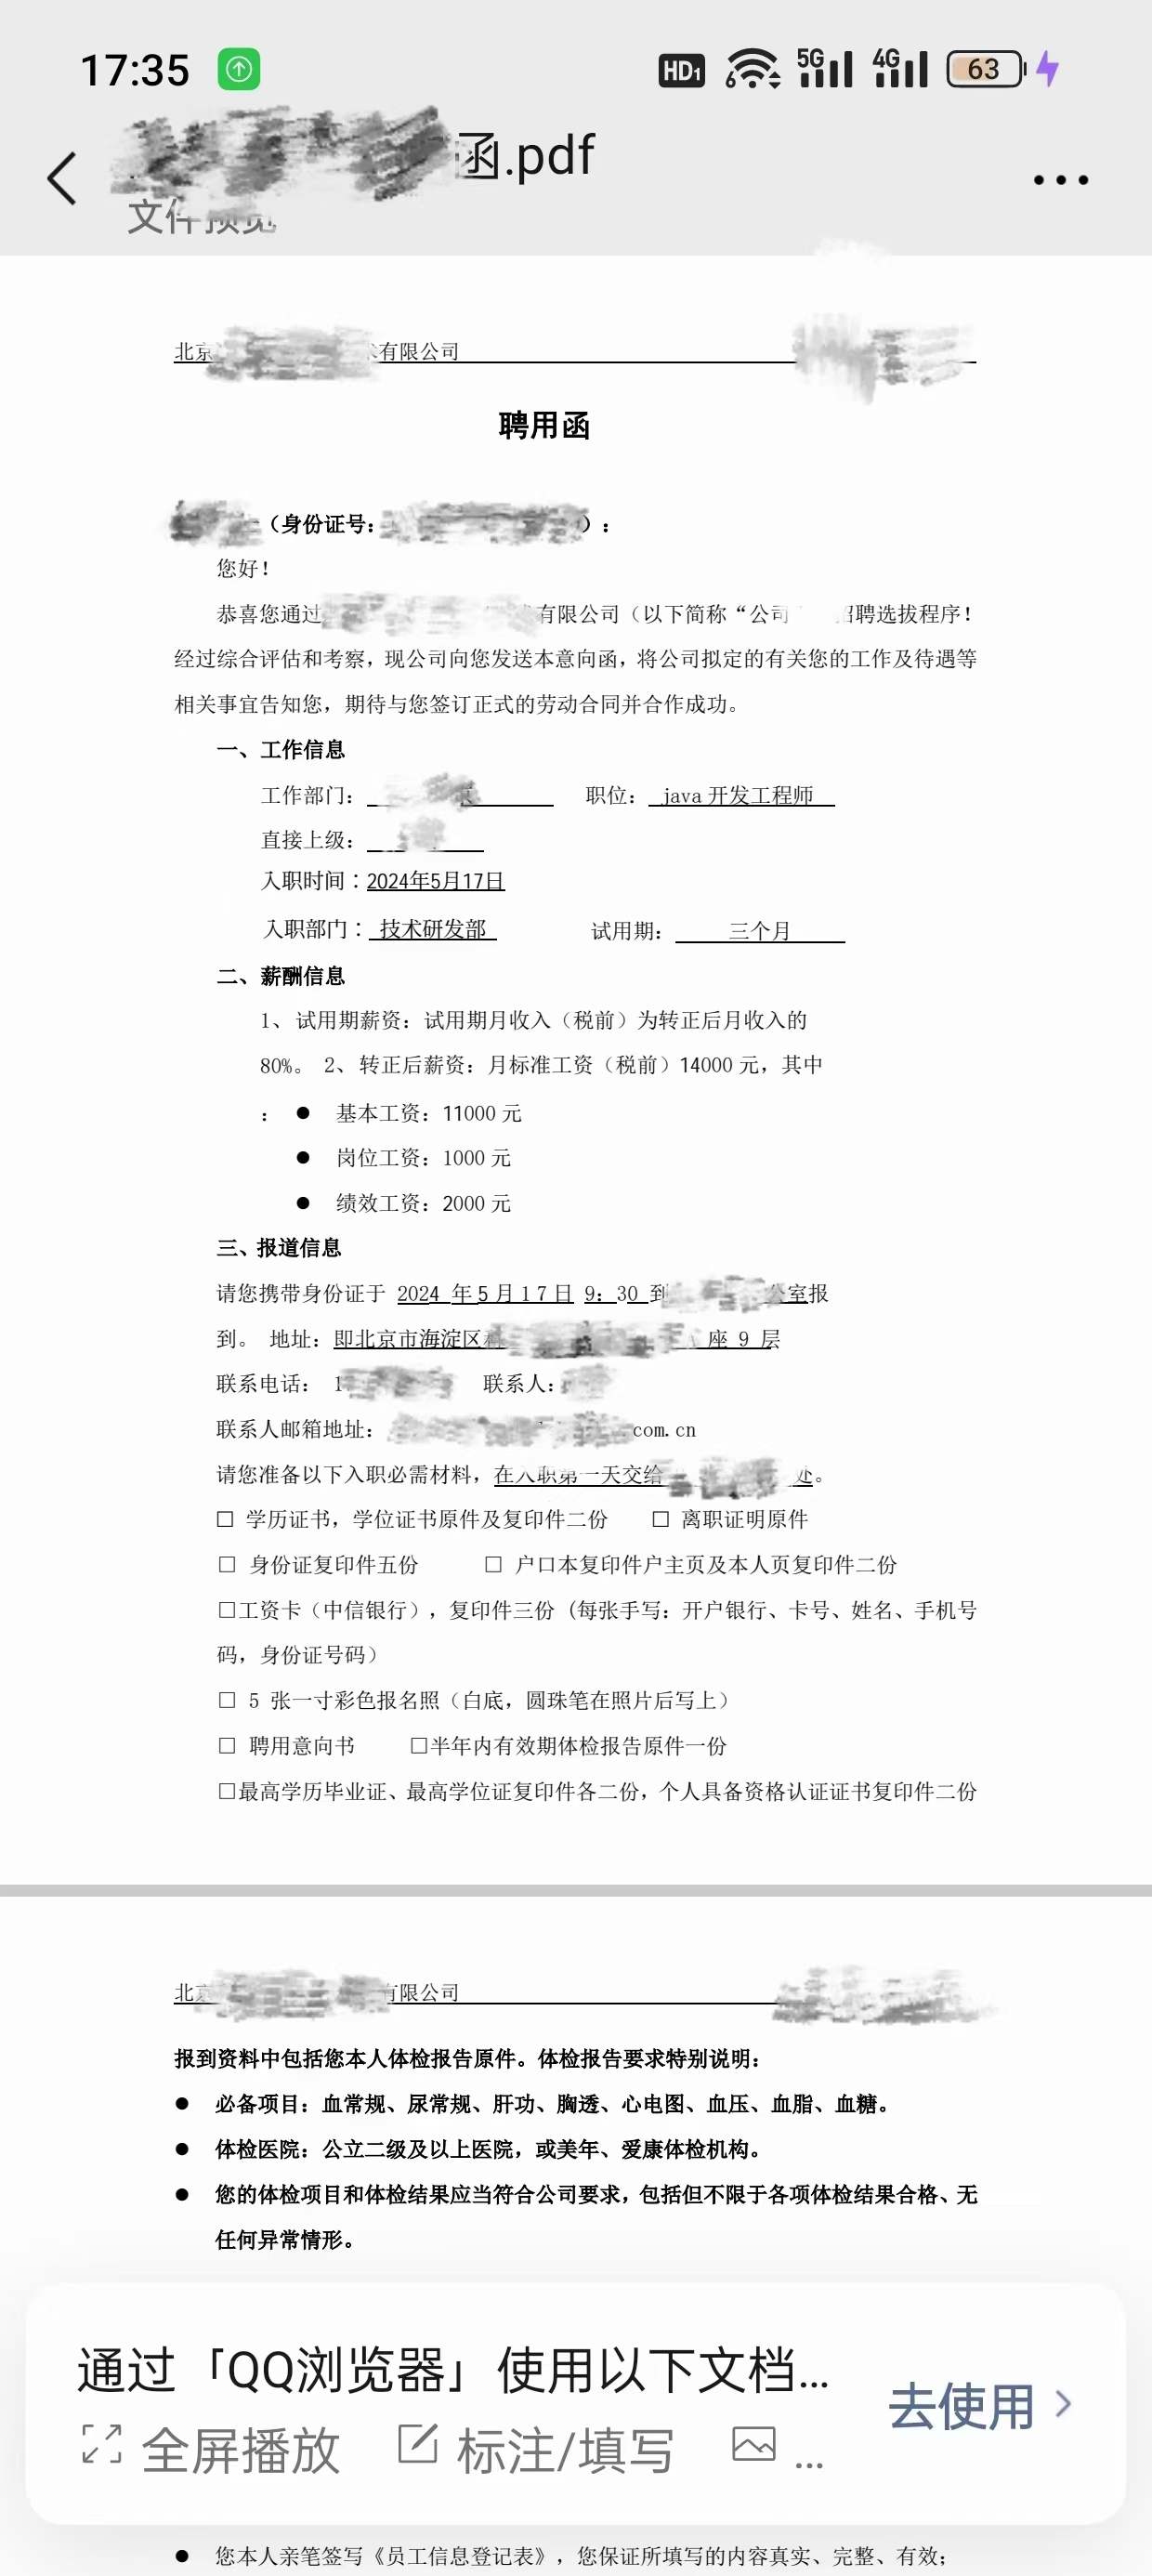 17:35
HD1 6 5G 4G 63
函.pdf
文件预览
北京 有限公司
聘用函
（身份证号： ）：
您好！
恭喜您通过 有限公司（以下简称“公司 招聘选拔程序！
经过综合评估和考察，现公司向您发送本意向函，将公司拟定的有关您的工作及待遇等
相关事宜告知您，期待与您签订正式的劳动合同并合作成功。
一、工作信息
工作部门： 职位： java 开发工程师
直接上级：
入职时间：2024年5月17日
入职部门： 技术研发部 试用期： 三个月
二、薪酬信息
1、试用期薪资：试用期月收入（税前）为转正后月收入的
80%。 2、转正后薪资：月标准工资（税前）14000 元，其中
： ● 基本工资：11000 元
● 岗位工资：1000 元
● 绩效工资：2000 元
三、报道信息
请您携带身份证于 2024 年 5 月 1 7 日 9：30 到 公室报
到。 地址：即北京市海淀区 座 9 层
联系电话： 1 联系人：
联系人邮箱地址： .com.cn
请您准备以下入职必需材料，在入职第一天交给 处。
□ 学历证书，学位证书原件及复印件二份 □ 离职证明原件
□ 身份证复印件五份 □ 户口本复印件户主页及本人页复印件二份
□工资卡（中信银行），复印件三份（每张手写：开户银行、卡号、姓名、手机号
码，身份证号码）
□ 5 张一寸彩色报名照（白底，圆珠笔在照片后写上）
□ 聘用意向书 □半年内有效期体检报告原件一份
□最高学历毕业证、最高学位证复印件各二份，个人具备资格认证证书复印件二份
北京 有限公司
报到资料中包括您本人体检报告原件。体检报告要求特别说明：
● 必备项目：血常规、尿常规、肝功、胸透、心电图、血压、血脂、血糖。
● 体检医院：公立二级及以上医院，或美年、爱康体检机构。
● 您的体检项目和体检结果应当符合公司要求，包括但不限于各项体检结果合格、无
任何异常情形。
通过「QQ浏览器」使用以下文档...
去使用
全屏播放 标注/填写 ...
● 您本人亲笔签写《员工信息登记表》，您保证所填写的内容真实、完整、有效；